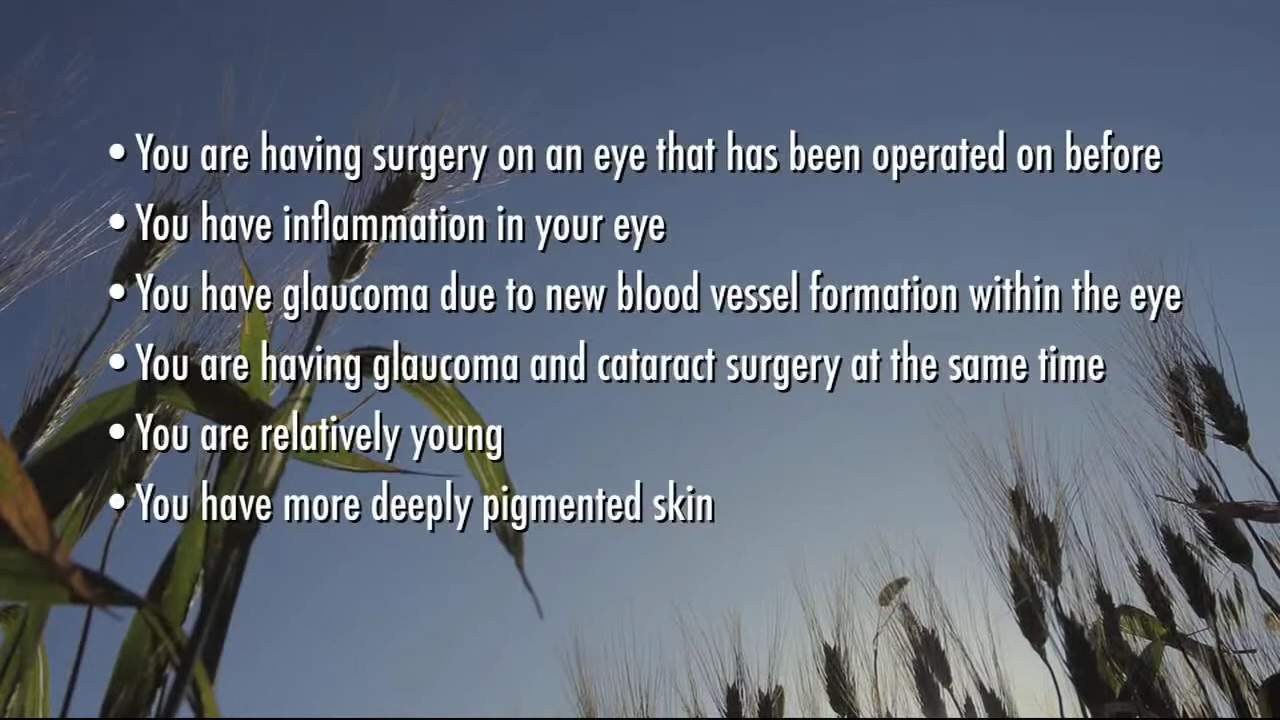 • You are having surgery on an eye that has been operated on before
• You have inflammation in your eye
• You have glaucoma due to new blood vessel formation within the eye
• You are having glaucoma and cataract surgery at the same time
• You are relatively young
• You have more deeply pigmented skin